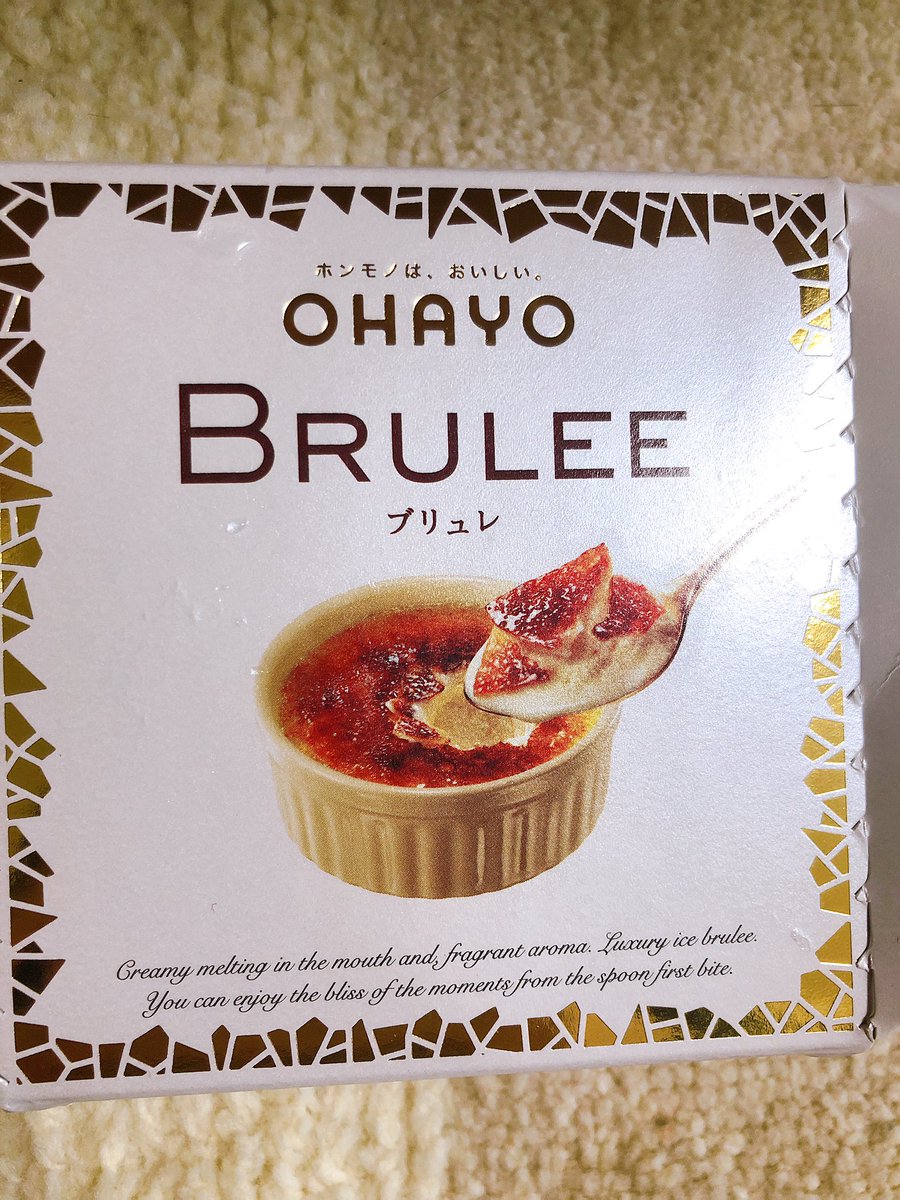 ホンモノは、おいしい。
OHAYO
BRULEE
ブリュレ
Creamy melting in the mouth and, fragrant aroma. Luxury ice brulee.
You can enjoy the bliss of the moments from the spoon first bite.